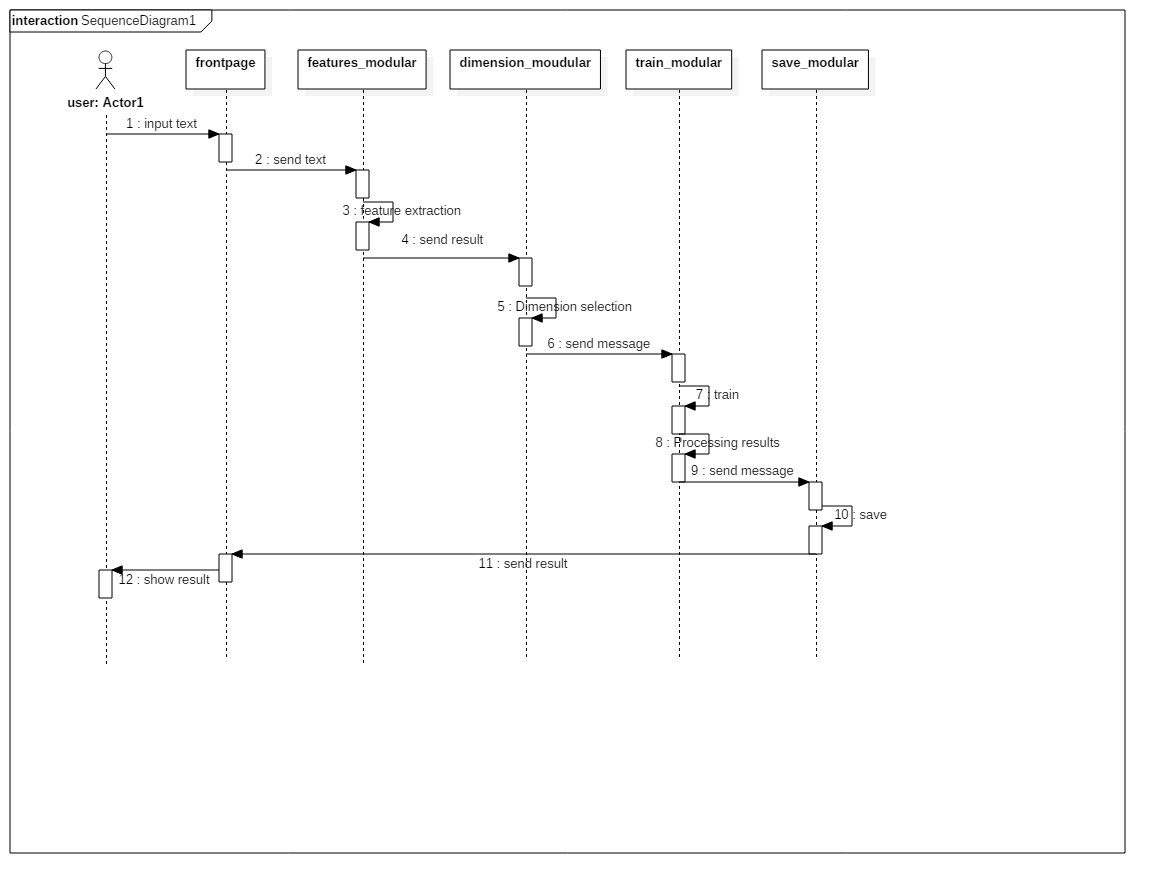 interaction SequenceDiagram1
frontpage
features_modular
dimension_moudular
train_modular
save_modular
user: Actor1
1 : input text
2 : send text
3 : feature extraction
4 : send result
5 : Dimension selection
6 : send message
7 : train
8 : Processing results
9 : send message
10 : save
11 : send result
12 : show result